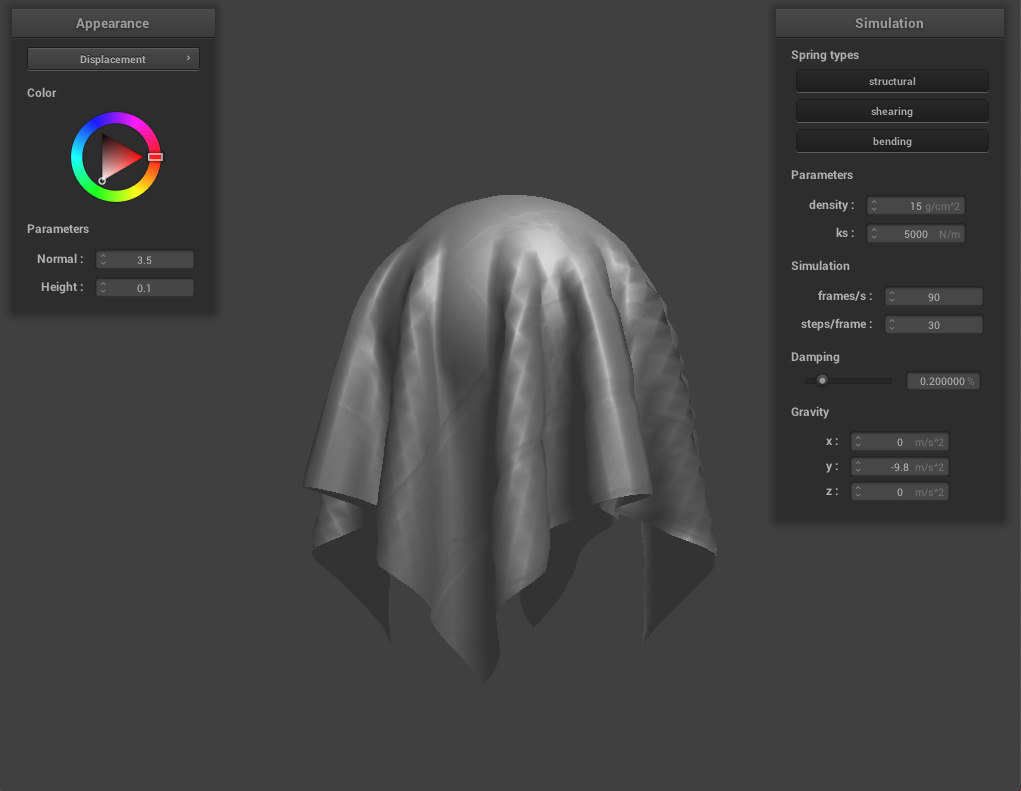 Appearance
Displacement
Color
Parameters
Normal : 3.5
Height : 0.1
Simulation
Spring types
structural
shearing
bending
Parameters
density : 15 g/cm^2
ks : 5000 N/m
Simulation
frames/s : 90
steps/frame : 30
Damping
0.200000 %
Gravity
x : 0 m/s^2
y : -9.8 m/s^2
z : 0 m/s^2